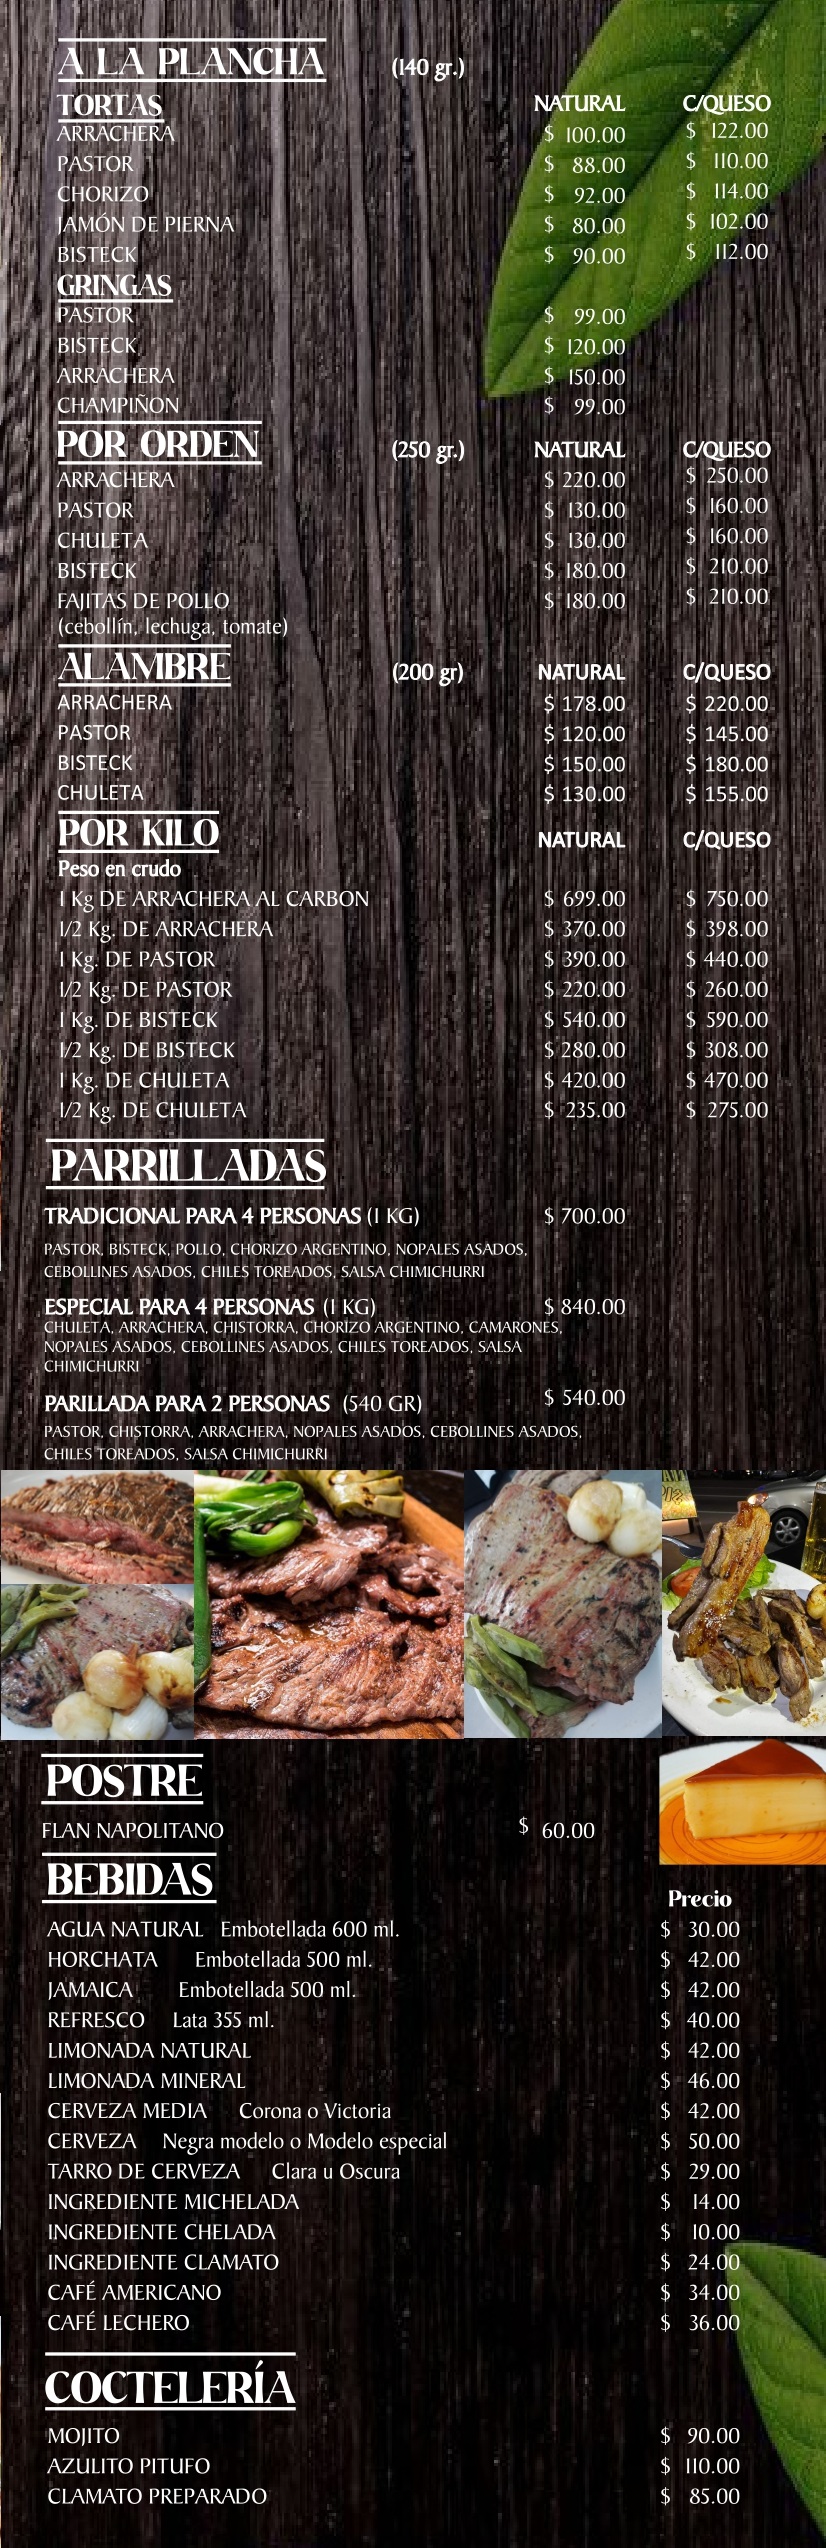 A LA PLANCHA (140 gr.)
TORTAS NATURAL C/QUESO
ARRACHERA $ 100.00 $ 122.00
PASTOR $ 88.00 $ 110.00
CHORIZO $ 92.00 $ 114.00
JAMÓN DE PIERNA $ 80.00 $ 102.00
BISTECK $ 90.00 $ 112.00
GRINGAS
PASTOR $ 99.00
BISTECK $ 120.00
ARRACHERA $ 150.00
CHAMPIÑON $ 99.00
POR ORDEN (250 gr.) NATURAL C/QUESO
ARRACHERA $ 220.00 $ 250.00
PASTOR $ 130.00 $ 160.00
CHULETA $ 130.00 $ 160.00
BISTECK $ 180.00 $ 210.00
FAJITAS DE POLLO $ 180.00 $ 210.00
(cebollín, lechuga, tomate)
ALAMBRE (200 gr) NATURAL C/QUESO
ARRACHERA $ 178.00 $ 220.00
PASTOR $ 120.00 $ 145.00
BISTECK $ 150.00 $ 180.00
CHULETA $ 130.00 $ 155.00
POR KILO NATURAL C/QUESO
Peso en crudo
1 Kg DE ARRACHERA AL CARBON $ 699.00 $ 750.00
1/2 Kg. DE ARRACHERA $ 370.00 $ 398.00
1 Kg. DE PASTOR $ 390.00 $ 440.00
1/2 Kg. DE PASTOR $ 220.00 $ 260.00
1 Kg. DE BISTECK $ 540.00 $ 590.00
1/2 Kg. DE BISTECK $ 280.00 $ 308.00
1 Kg. DE CHULETA $ 420.00 $ 470.00
1/2 Kg. DE CHULETA $ 235.00 $ 275.00
PARRILLADAS
TRADICIONAL PARA 4 PERSONAS (1 KG) $ 700.00
PASTOR, BISTECK, POLLO, CHORIZO ARGENTINO, NOPALES ASADOS,
CEBOLLINES ASADOS, CHILES TOREADOS, SALSA CHIMICHURRI
ESPECIAL PARA 4 PERSONAS (1 KG) $ 840.00
CHULETA, ARRACHERA, CHISTORRA, CHORIZO ARGENTINO, CAMARONES,
NOPALES ASADOS, CEBOLLINES ASADOS, CHILES TOREADOS, SALSA
CHIMICHURRI
PARILLADA PARA 2 PERSONAS (540 GR) $ 540.00
PASTOR, CHISTORRA, ARRACHERA, NOPALES ASADOS, CEBOLLINES ASADOS,
CHILES TOREADOS, SALSA CHIMICHURRI
POSTRE
FLAN NAPOLITANO $ 60.00
BEBIDAS
Precio
AGUA NATURAL Embotellada 600 ml. $ 30.00
HORCHATA Embotellada 500 ml. $ 42.00
JAMAICA Embotellada 500 ml. $ 42.00
REFRESCO Lata 355 ml. $ 40.00
LIMONADA NATURAL $ 42.00
LIMONADA MINERAL $ 46.00
CERVEZA MEDIA Corona o Victoria $ 42.00
CERVEZA Negra modelo o Modelo especial $ 50.00
TARRO DE CERVEZA Clara u Oscura $ 29.00
INGREDIENTE MICHELADA $ 14.00
INGREDIENTE CHELADA $ 10.00
INGREDIENTE CLAMATO $ 24.00
CAFÉ AMERICANO $ 34.00
CAFÉ LECHERO $ 36.00
COCTELERÍA
MOJITO $ 90.00
AZULITO PITUFO $ 110.00
CLAMATO PREPARADO $ 85.00